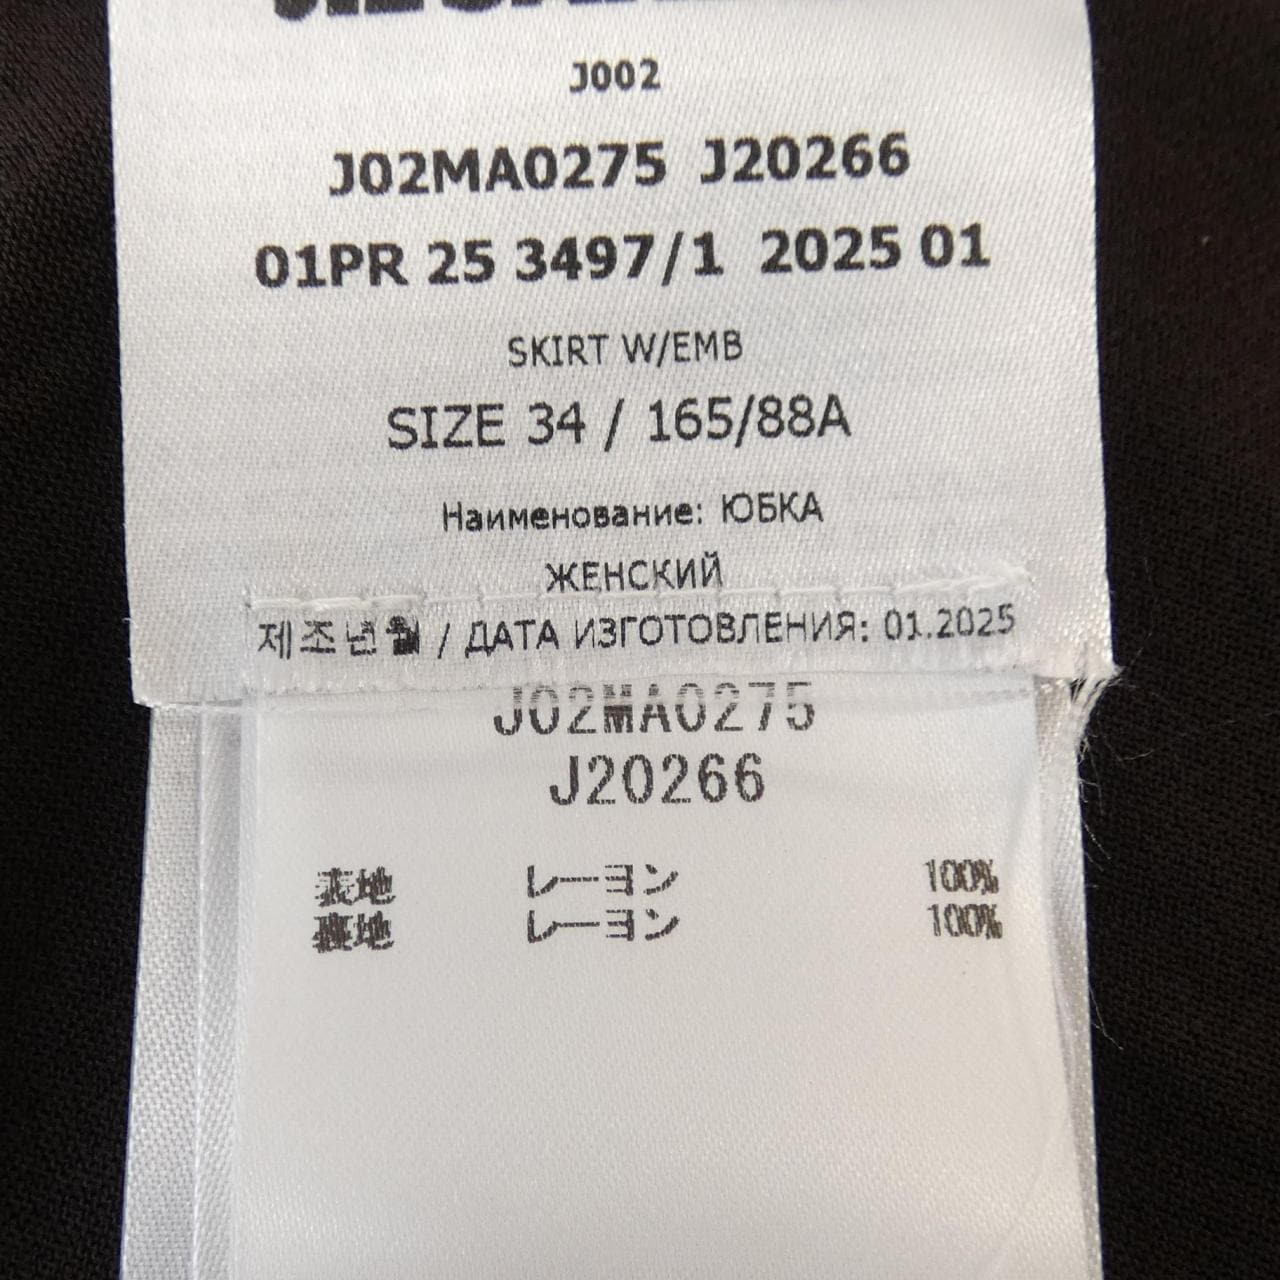 J002
J02MA0275 J20266
01PR 25 3497/1 2025 01
SKIRT W/EMB
SIZE 34 / 165/88A
Наименование: ЮБКА
ЖЕНСКИЙ
제조년월 / ДАТА ИЗГОТОВЛЕНИЯ: 01.2025
J02MA0275
J20266
表地 レーヨン 100%
裏地 レーヨン 100%